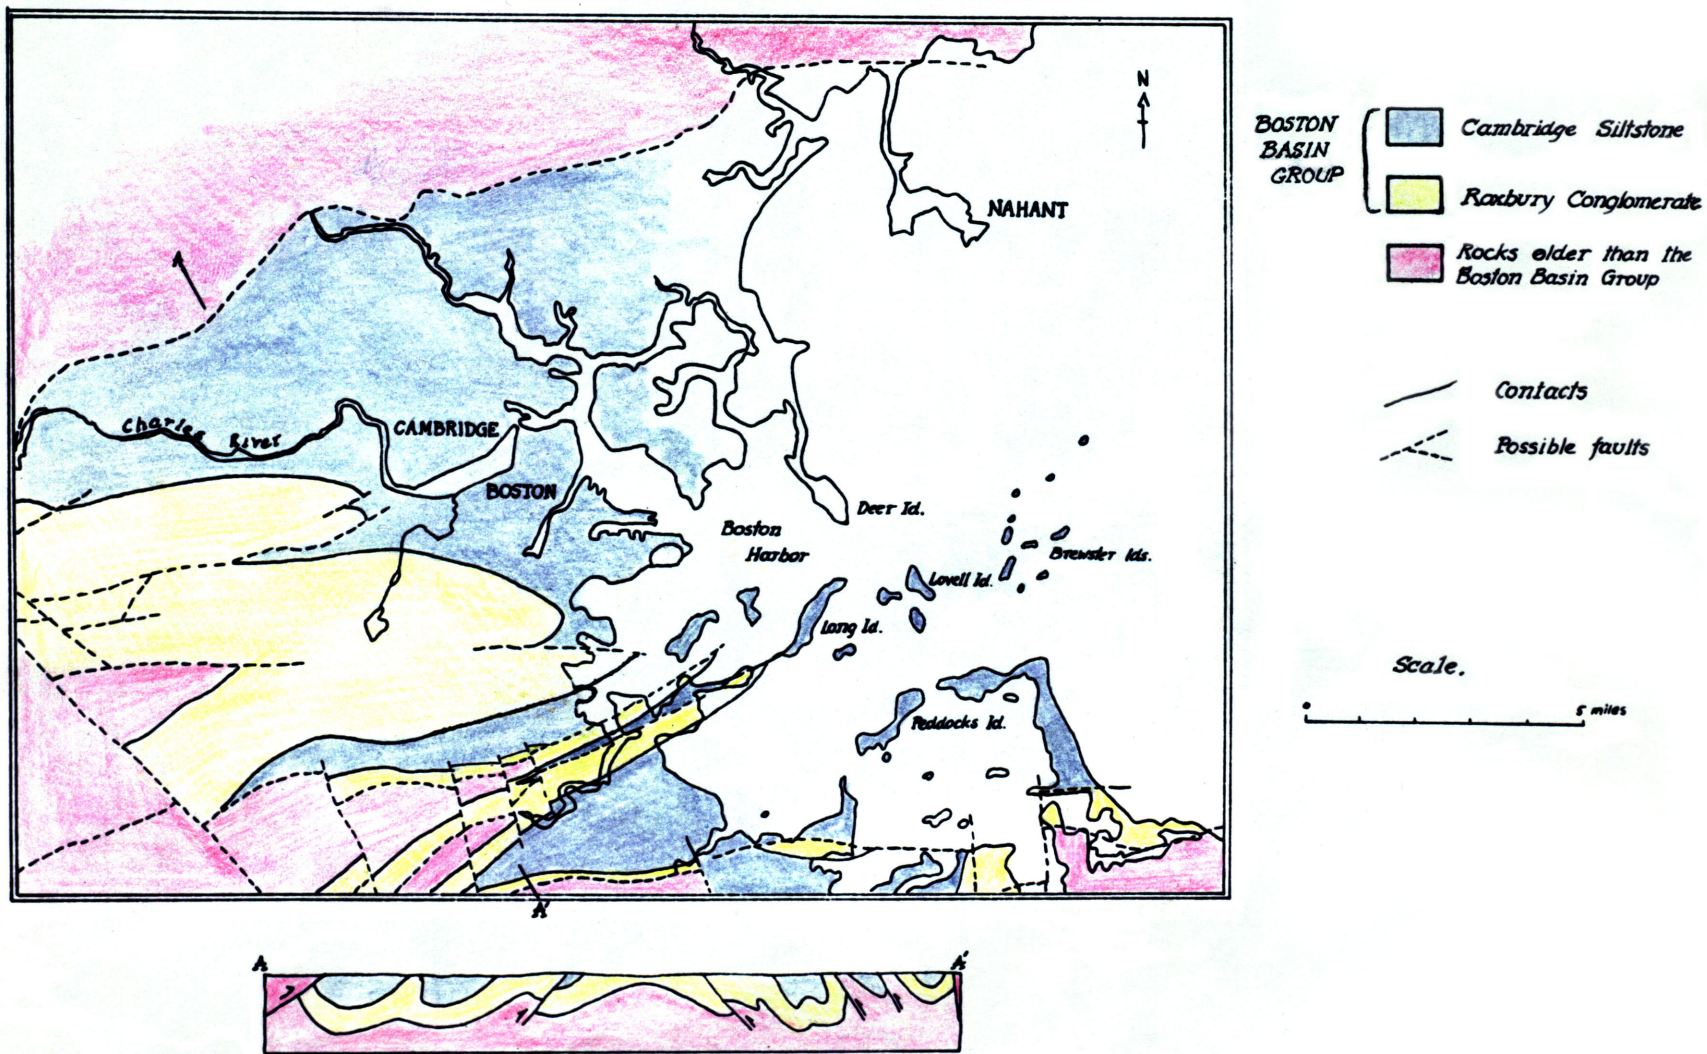 N
NAHANT
Charles River
CAMBRIDGE
BOSTON
Boston
Harbor
Deer Id.
Brewster Ids.
Lovell Id.
Long Id.
Peddocks Id.
A'
A
A'
BOSTON
BASIN
GROUP
Cambridge Siltstone
Roxbury Conglomerate
Rocks older than the
Boston Basin Group
Contacts
Possible faults
Scale.
0
5 miles